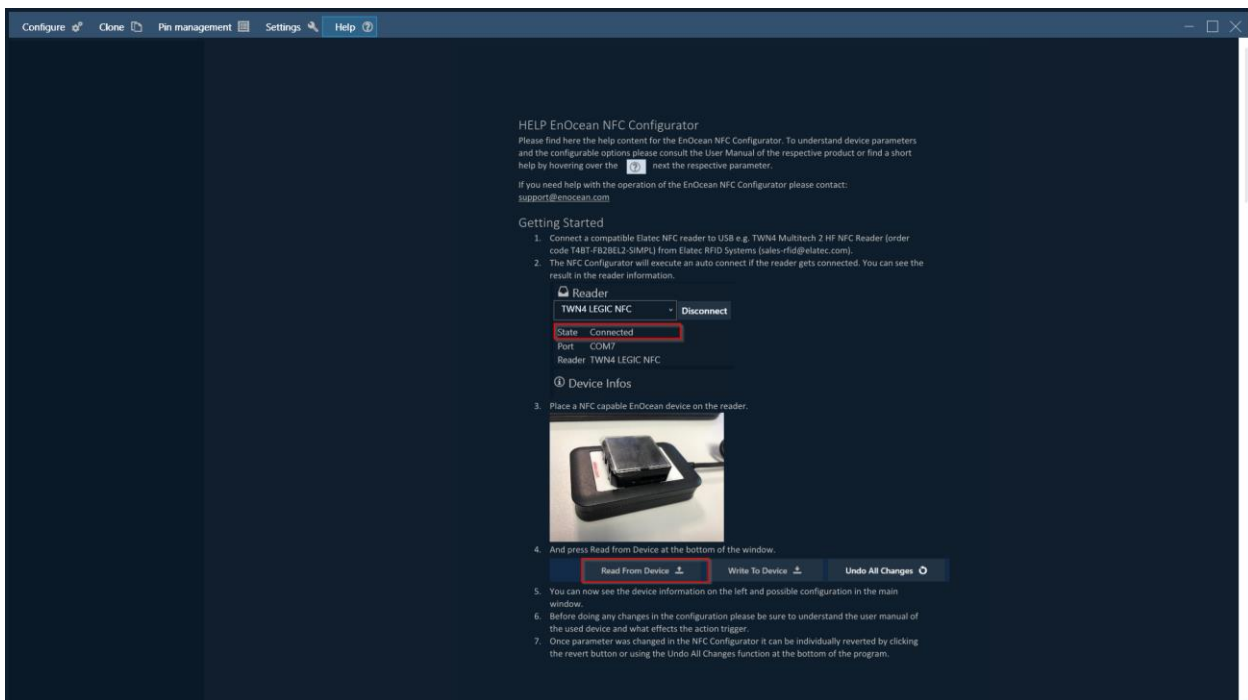 Configure Clone Pin management Settings Help
HELP EnOcean NFC Configurator
Please find here the help content for the EnOcean NFC Configurator. To understand device parameters
and the configurable options please consult the User Manual of the respective product or find a short
help by hovering over the ? next the respective parameter.
If you need help with the operation of the EnOcean NFC Configurator please contact:
support@enocean.com
Getting Started
1. Connect a compatible Elatec NFC reader to USB e.g. TWN4 Multitech 2 HF NFC Reader (order
code T4BT-FB2BEL2-SIMPL) from Elatec RFID Systems (sales-rfid@elatec.com).
2. The NFC Configurator will execute an auto connect if the reader gets connected. You can see the
result in the reader information.
Reader
TWN4 LEGIC NFC Disconnect
State Connected
Port COM7
Reader TWN4 LEGIC NFC
Device Infos
3. Place a NFC capable EnOcean device on the reader.
4. And press Read from Device at the bottom of the window.
Read From Device Write To Device Undo All Changes
5. You can now see the device information on the left and possible configuration in the main
window.
6. Before doing any changes in the configuration please be sure to understand the user manual of
the used device and what effects the action trigger.
7. Once parameter was changed in the NFC Configurator it can be individually reverted by clicking
the revert button or using the Undo All Changes function at the bottom of the program.